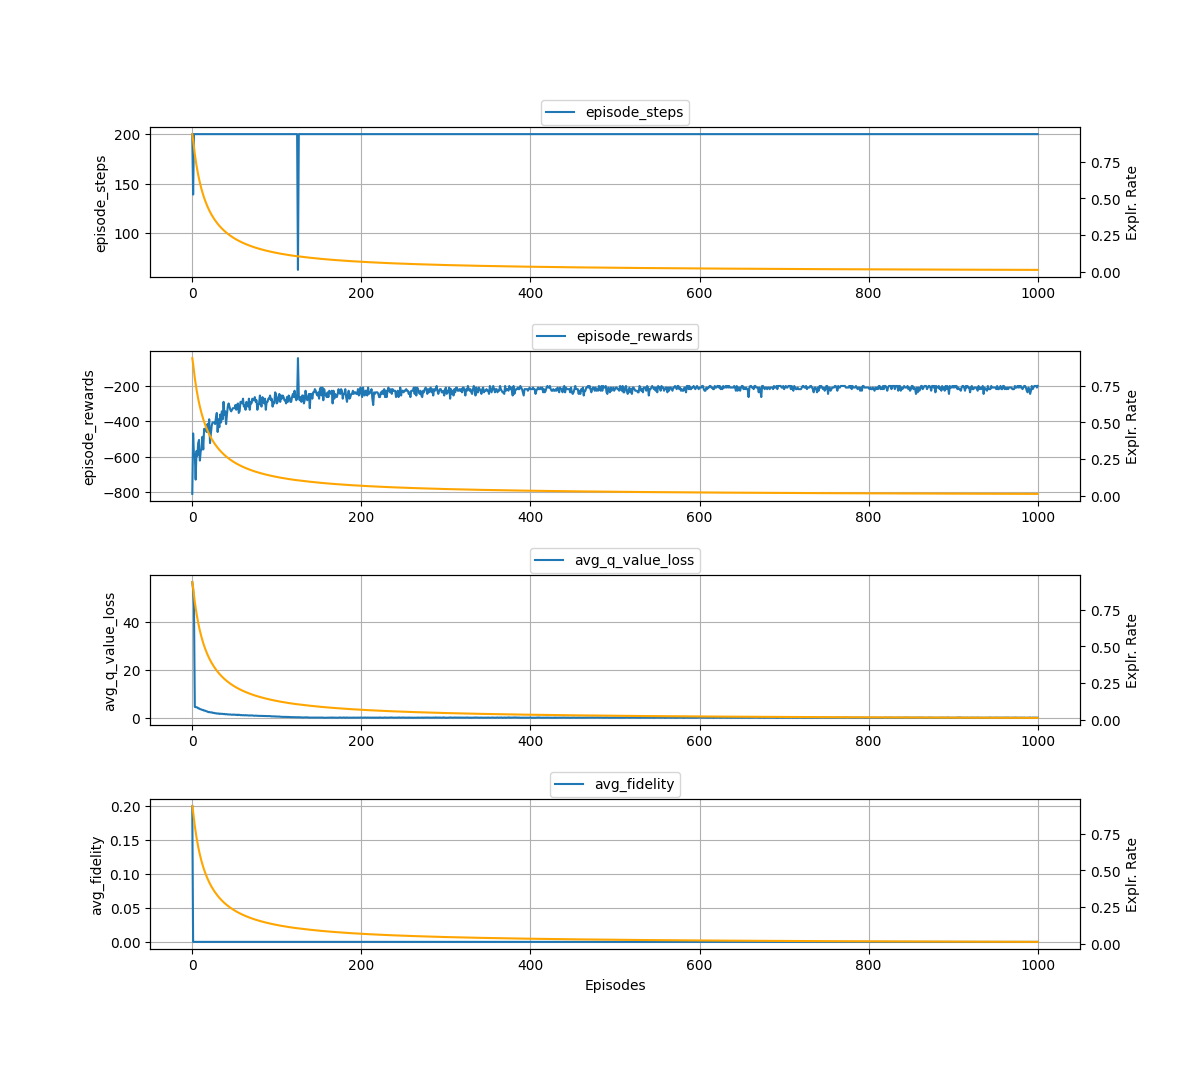 episode_steps
200
150
100
episode_steps
0.75
0.50
0.25
0.00
Explr. Rate
0 200 400 600 800 1000
episode_rewards
−200
−400
−600
−800
episode_rewards
0.75
0.50
0.25
0.00
Explr. Rate
0 200 400 600 800 1000
avg_q_value_loss
40
20
0
avg_q_value_loss
0.75
0.50
0.25
0.00
Explr. Rate
0 200 400 600 800 1000
avg_fidelity
0.20
0.15
0.10
0.05
0.00
avg_fidelity
0.75
0.50
0.25
0.00
Explr. Rate
0 200 400 600 800 1000
Episodes